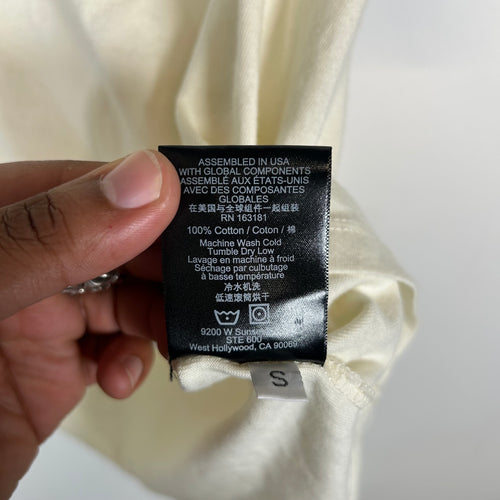 ASSEMBLED IN USA
WITH GLOBAL COMPONENTS
ASSEMBLÉ AUX ÉTATS-UNIS
AVEC DES COMPOSANTES
GLOBALES
在美国与全球组件一起组装
RN 163181
100% Cotton / Coton / 棉
Machine Wash Cold
Tumble Dry Low
Lavage en machine à froid
Séchage par culbutage
à basse température
冷水机洗
低速滚筒烘干
9200 W Sunset
STE 600
West Hollywood, CA 90069
S